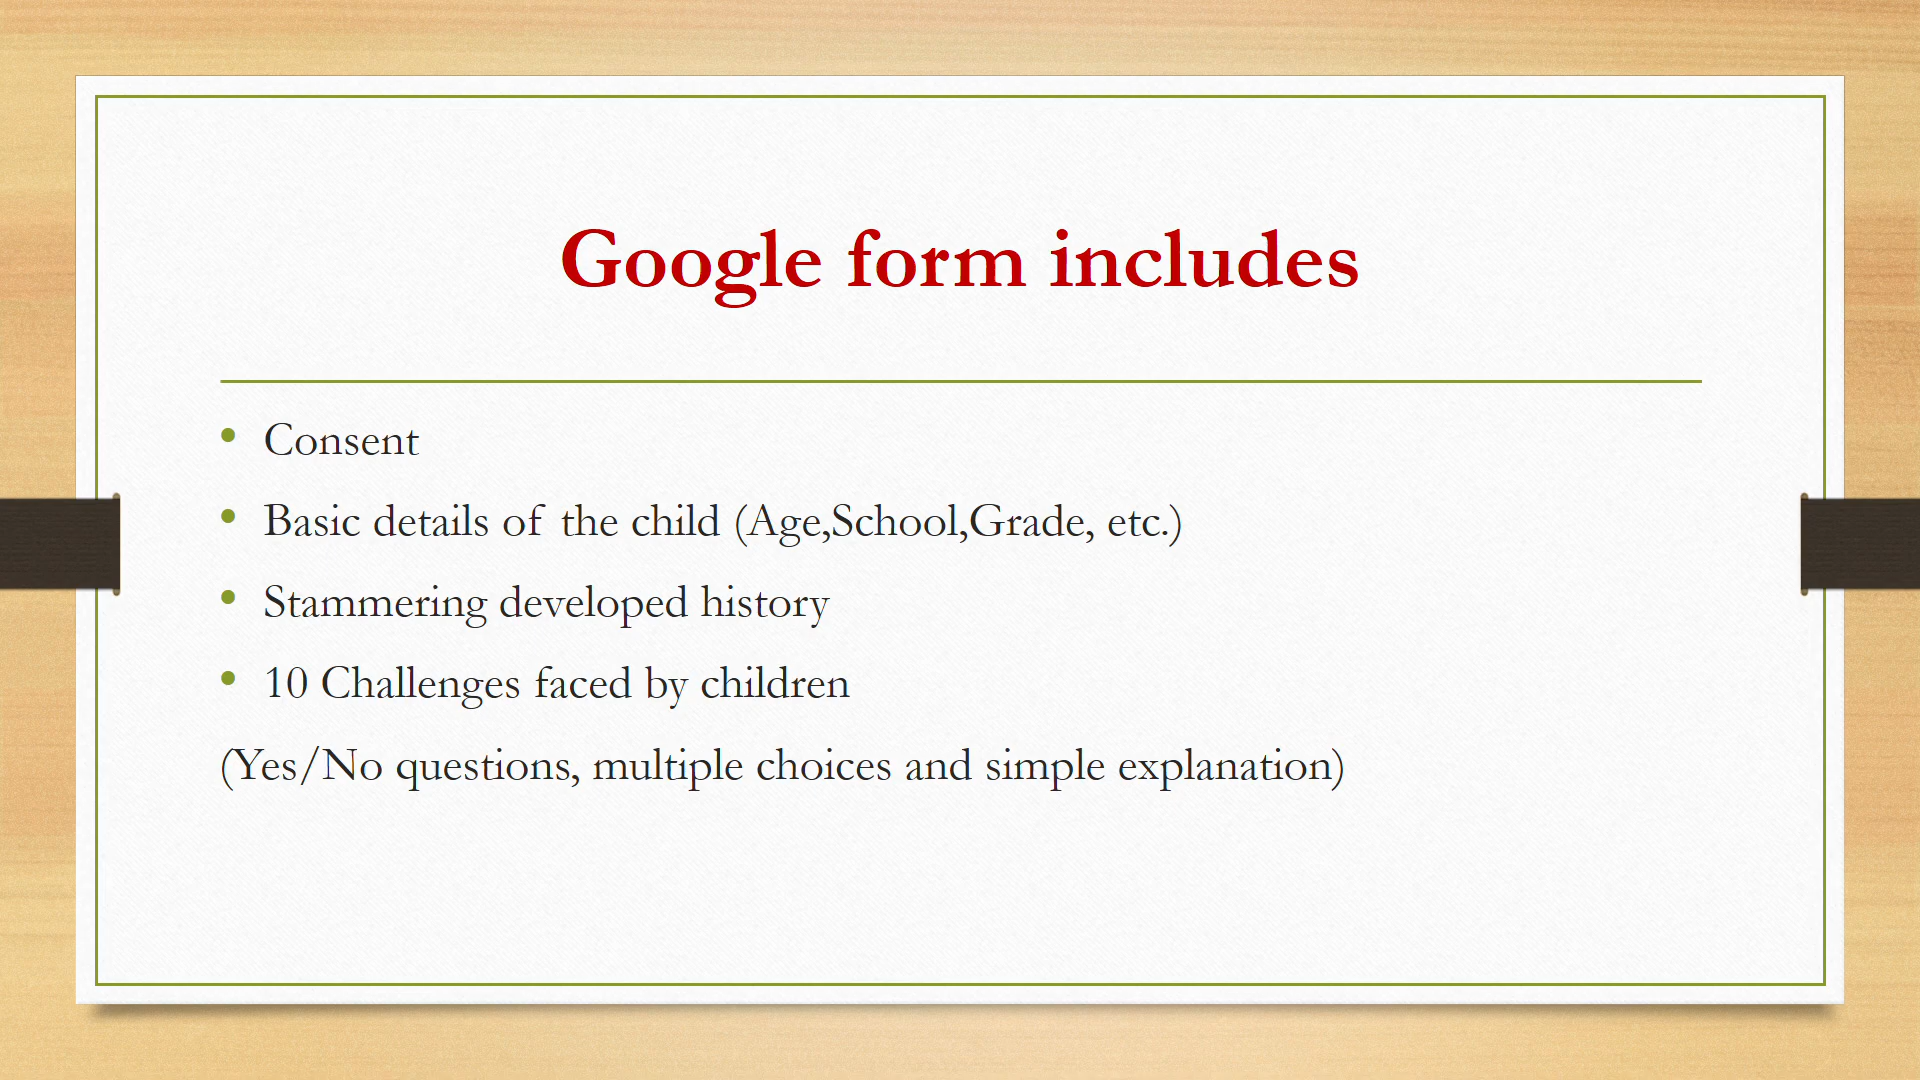 Google form includes
• Consent
• Basic details of the child (Age,School,Grade, etc.)
• Stammering developed history
• 10 Challenges faced by children
(Yes/No questions, multiple choices and simple explanation)